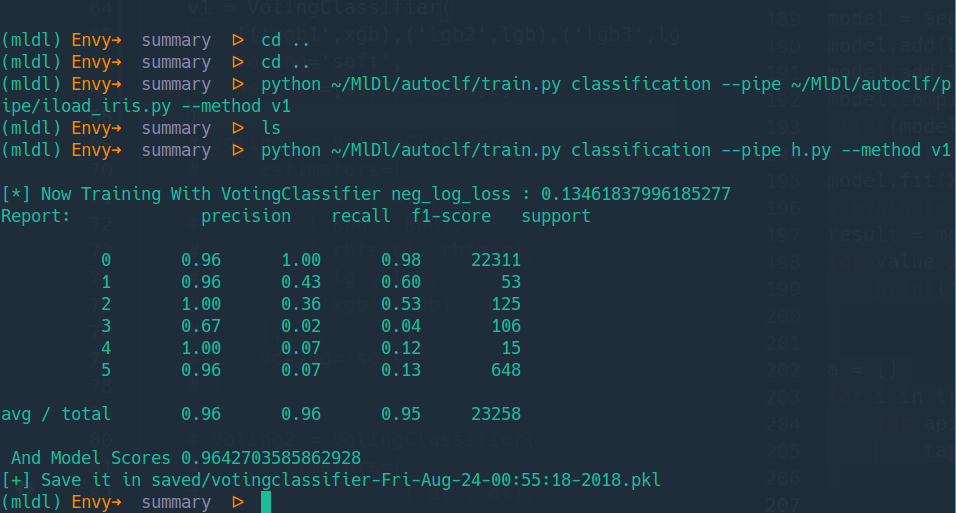 (mldl) Envy→ summary ▷ cd ..
(mldl) Envy→ summary ▷ cd ..
(mldl) Envy→ summary ▷ python ~/MlDl/autoclf/train.py classification --pipe ~/MlDl/autoclf/p
ipe/iload_iris.py --method v1
(mldl) Envy→ summary ▷ ls
(mldl) Envy→ summary ▷ python ~/MlDl/autoclf/train.py classification --pipe h.py --method v1
[*] Now Training With VotingClassifier neg_log_loss : 0.13461837996185277
Report: precision recall f1-score support
0 0.96 1.00 0.98 22311
1 0.96 0.43 0.60 53
2 1.00 0.36 0.53 125
3 0.67 0.02 0.04 106
4 1.00 0.07 0.12 15
5 0.96 0.07 0.13 648
avg / total 0.96 0.96 0.95 23258
And Model Scores 0.9642703585862928
[+] Save it in saved/votingclassifier-Fri-Aug-24-00:55:18-2018.pkl
(mldl) Envy→ summary ▷